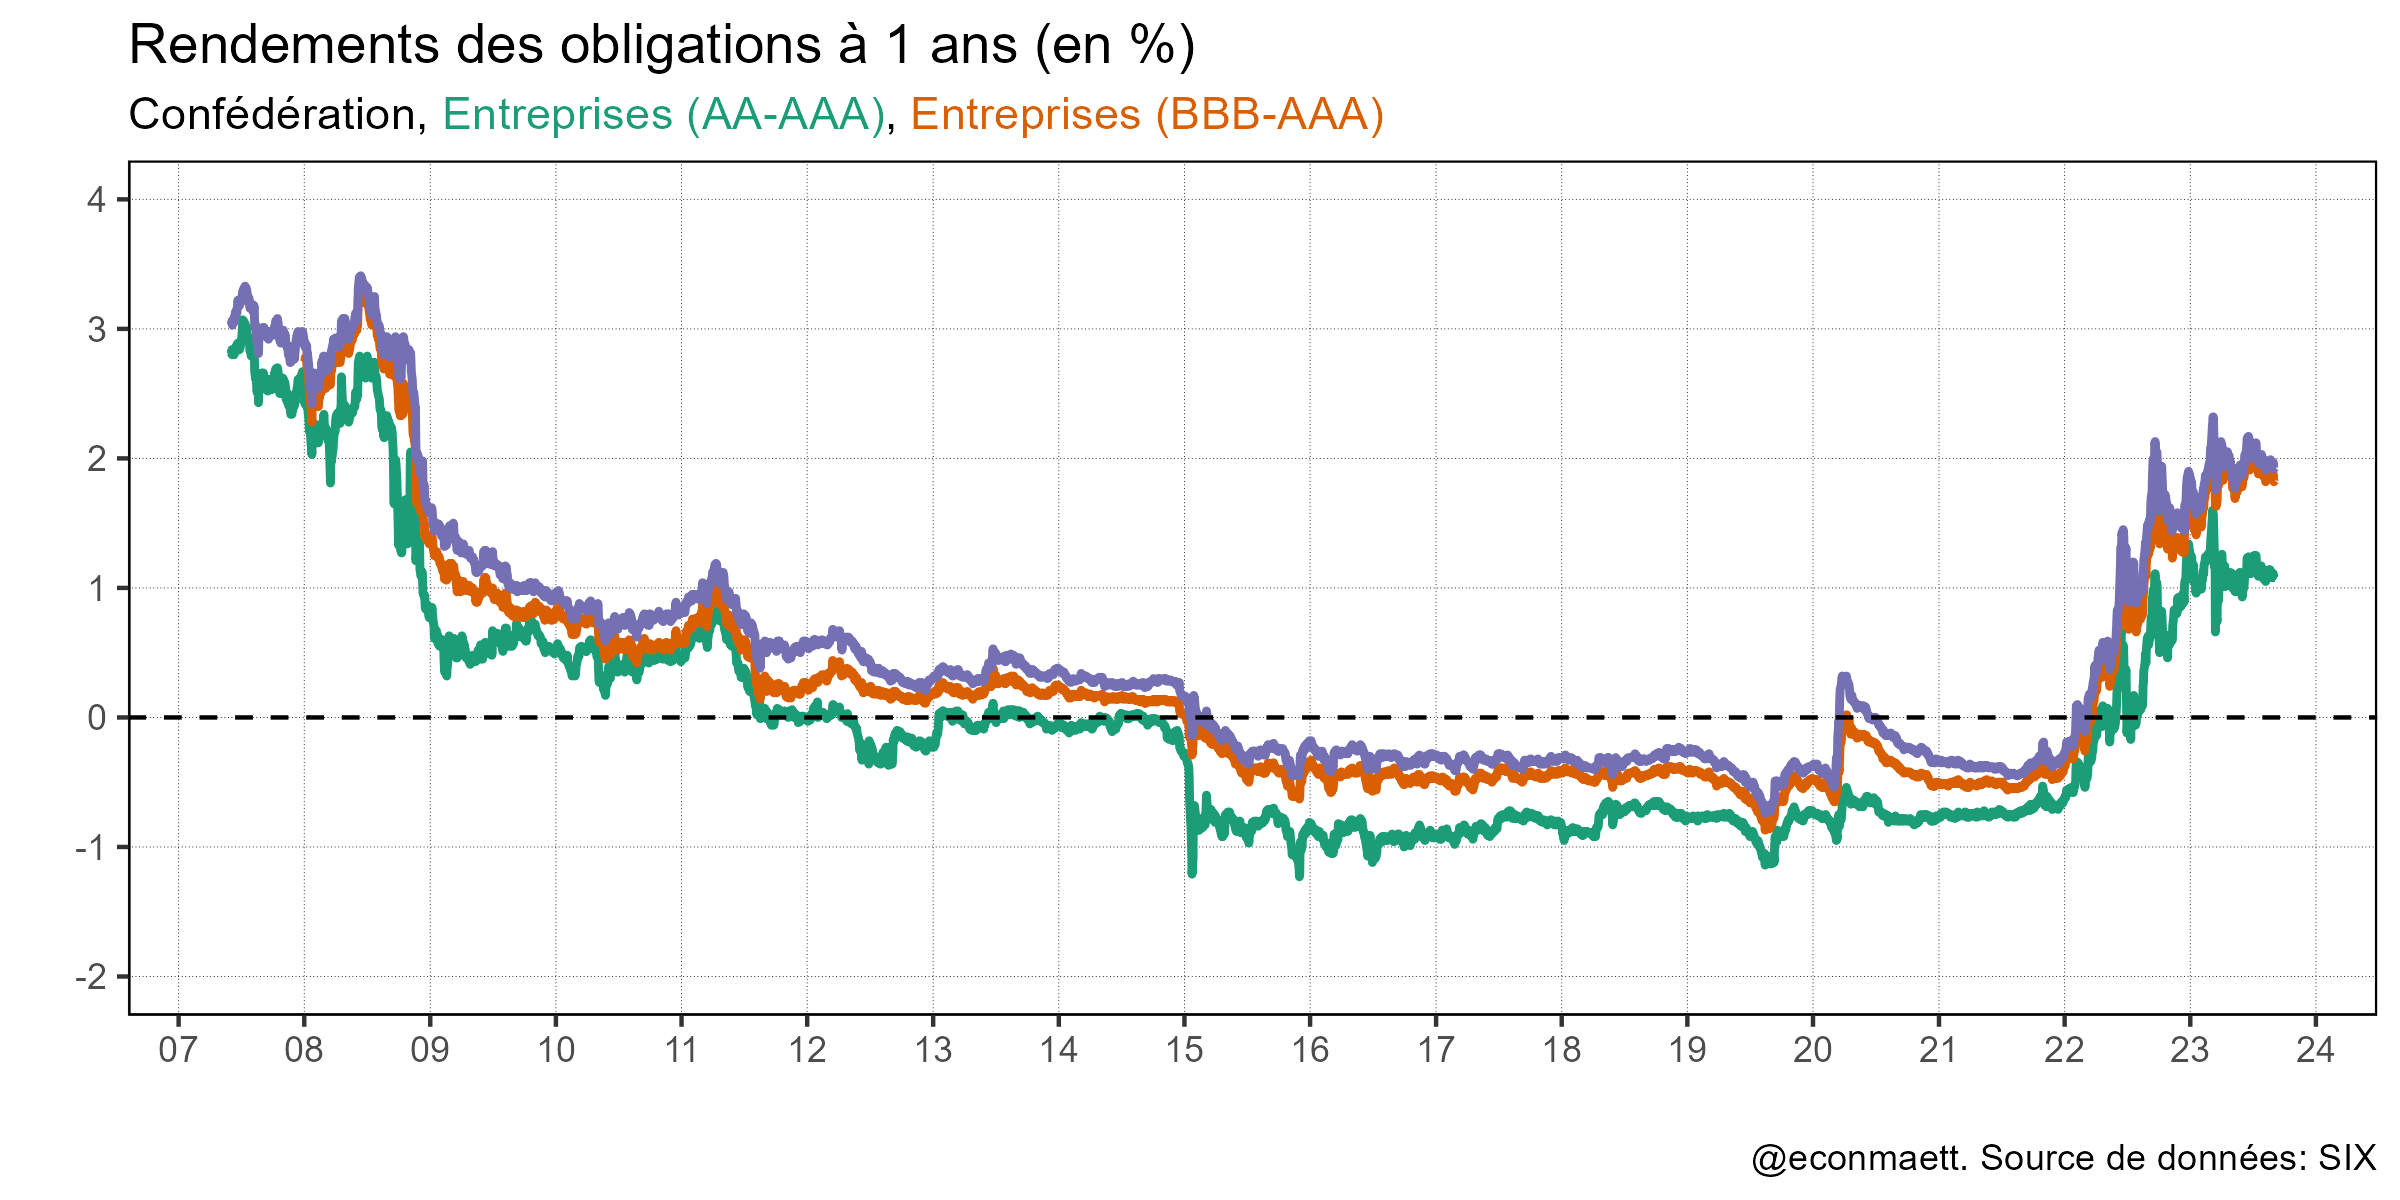 Rendements des obligations à 1 ans (en %)
Confédération, Entreprises (AA-AAA), Entreprises (BBB-AAA)
4
3
2
1
0
-1
-2
07 08 09 10 11 12 13 14 15 16 17 18 19 20 21 22 23 24
@econmaett. Source de données: SIX